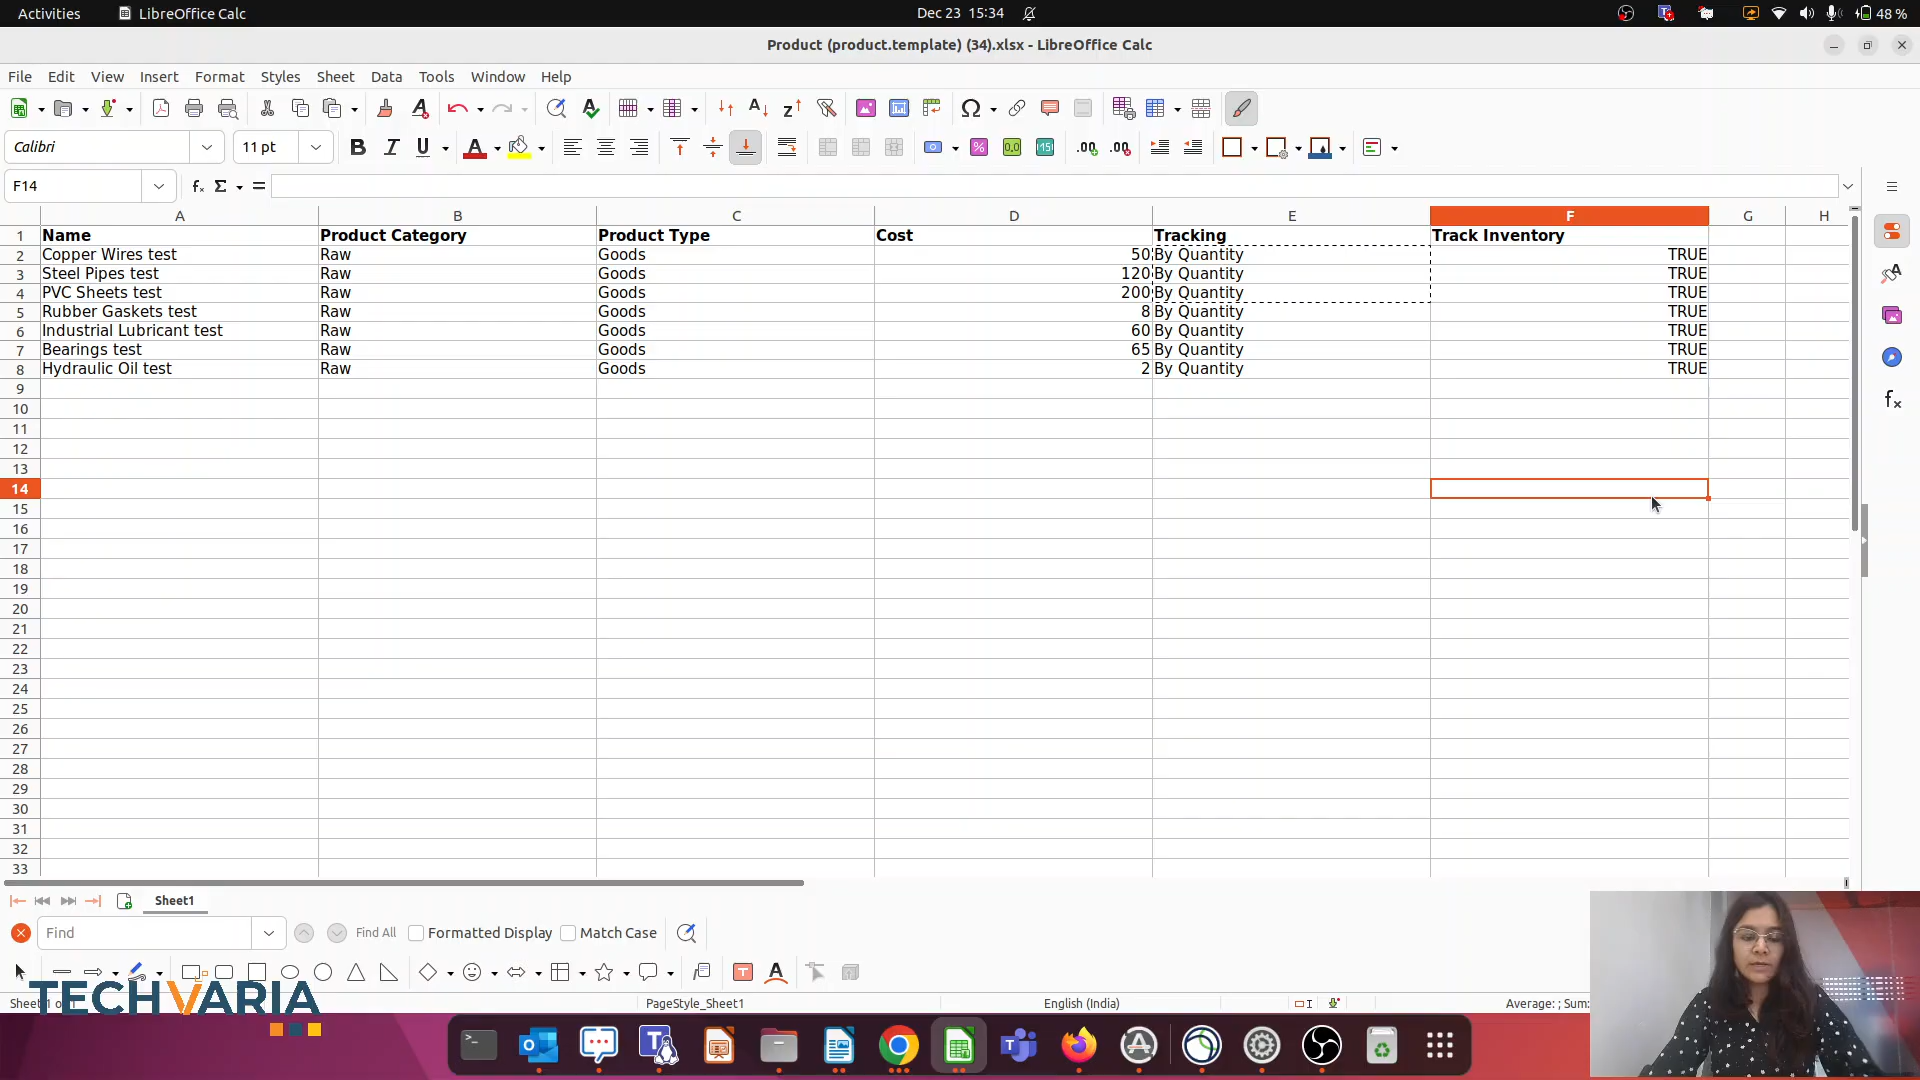 Activities LibreOffice Calc Dec 23 15:34 48 %
Product (product.template) (34).xlsx - LibreOffice Calc
File Edit View Insert Format Styles Sheet Data Tools Window Help
Calibri 11 pt
F14
A B C D E F G H
1 Name Product Category Product Type Cost Tracking Track Inventory
2 Copper Wires test Raw Goods 50 By Quantity TRUE
3 Steel Pipes test Raw Goods 120 By Quantity TRUE
4 PVC Sheets test Raw Goods 200 By Quantity TRUE
5 Rubber Gaskets test Raw Goods 8 By Quantity TRUE
6 Industrial Lubricant test Raw Goods 60 By Quantity TRUE
7 Bearings test Raw Goods 65 By Quantity TRUE
8 Hydraulic Oil test Raw Goods 2 By Quantity TRUE
9
10
11
12
13
14
15
16
17
18
19
20
21
22
23
24
25
26
27
28
29
30
31
32
33
Sheet1
Find Find All Formatted Display Match Case
TECHVARIA
PageStyle_Sheet1 English (India) Average: ; Sum: